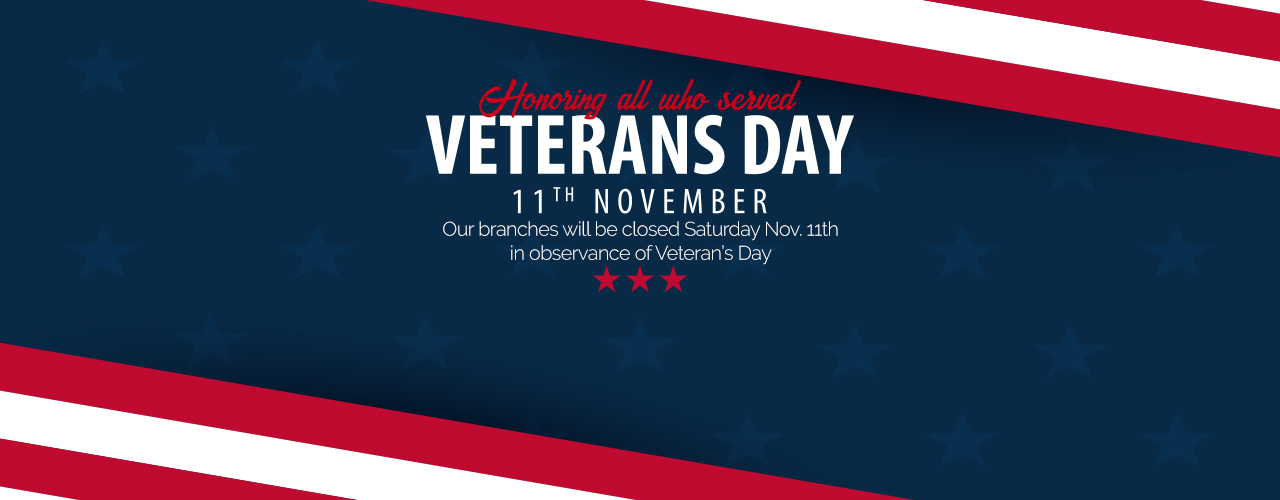 Honoring all who served
VETERANS DAY
11TH NOVEMBER
Our branches will be closed Saturday Nov. 11th
in observance of Veteran's Day